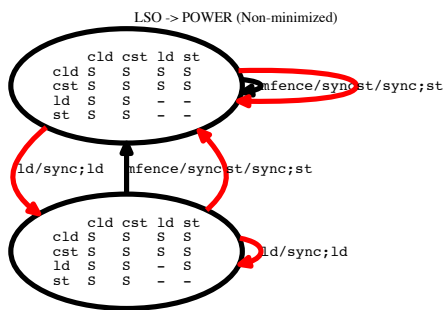 LSO -> POWER (Non-minimized)
cld cst ld st
cld S S S S
cst S S S S
ld S S - -
st S S - -
mfence/sync st/sync;st
ld/sync;ld mfence/sync st/sync;st
cld cst ld st
cld S S S S
cst S S S S
ld S S - S
st S S - -
ld/sync;ld